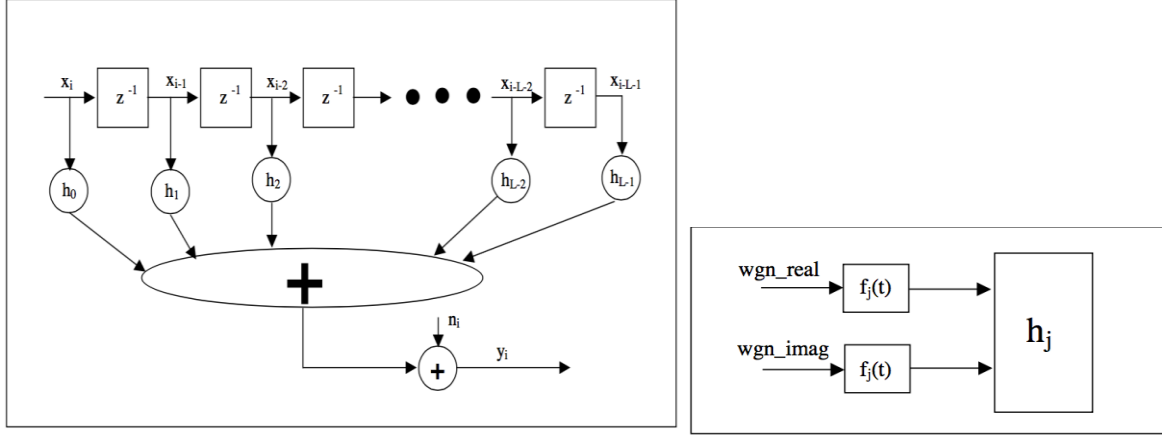 xi xi-1 xi-2 xi-L-2 xi-L-1
z -1 z -1 z -1 z -1
h0 h1 h2 hL-2 hL-1
+
ni
+ yi
wgn_real fj(t)
hj
wgn_imag fj(t)